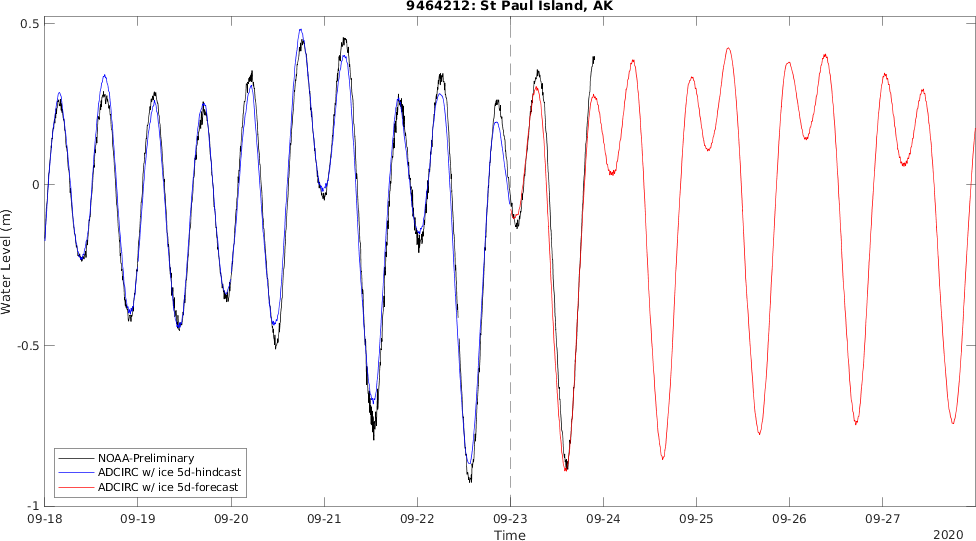 9464212: St Paul Island, AK
0.5
0
-0.5
-1
Water Level (m)
NOAA-Preliminary
ADCIRC w/ ice 5d-hindcast
ADCIRC w/ ice 5d-forecast
09-18 09-19 09-20 09-21 09-22 09-23 09-24 09-25 09-26 09-27
Time
2020